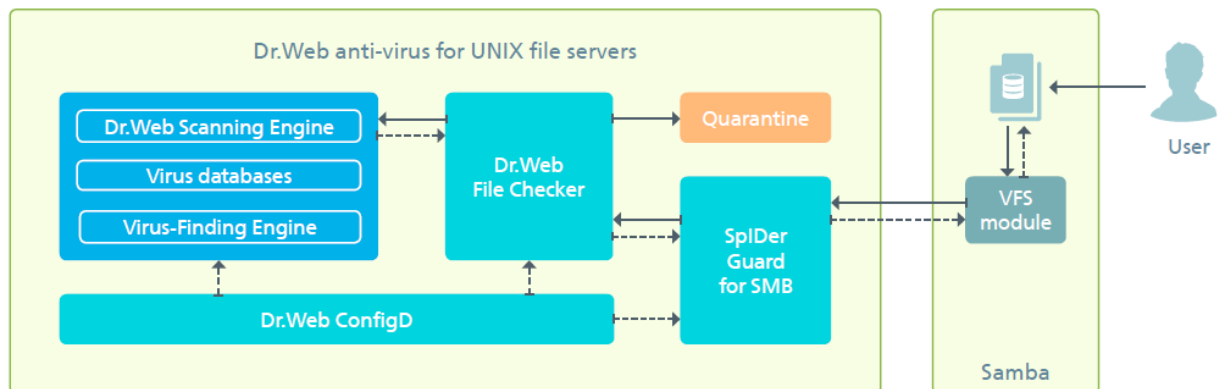 Dr.Web anti-virus for UNIX file servers
Dr.Web Scanning Engine
Virus databases
Virus-Finding Engine
Dr.Web
File Checker
Quarantine
SpIDer
Guard
for SMB
Dr.Web ConfigD
VFS
module
Samba
User